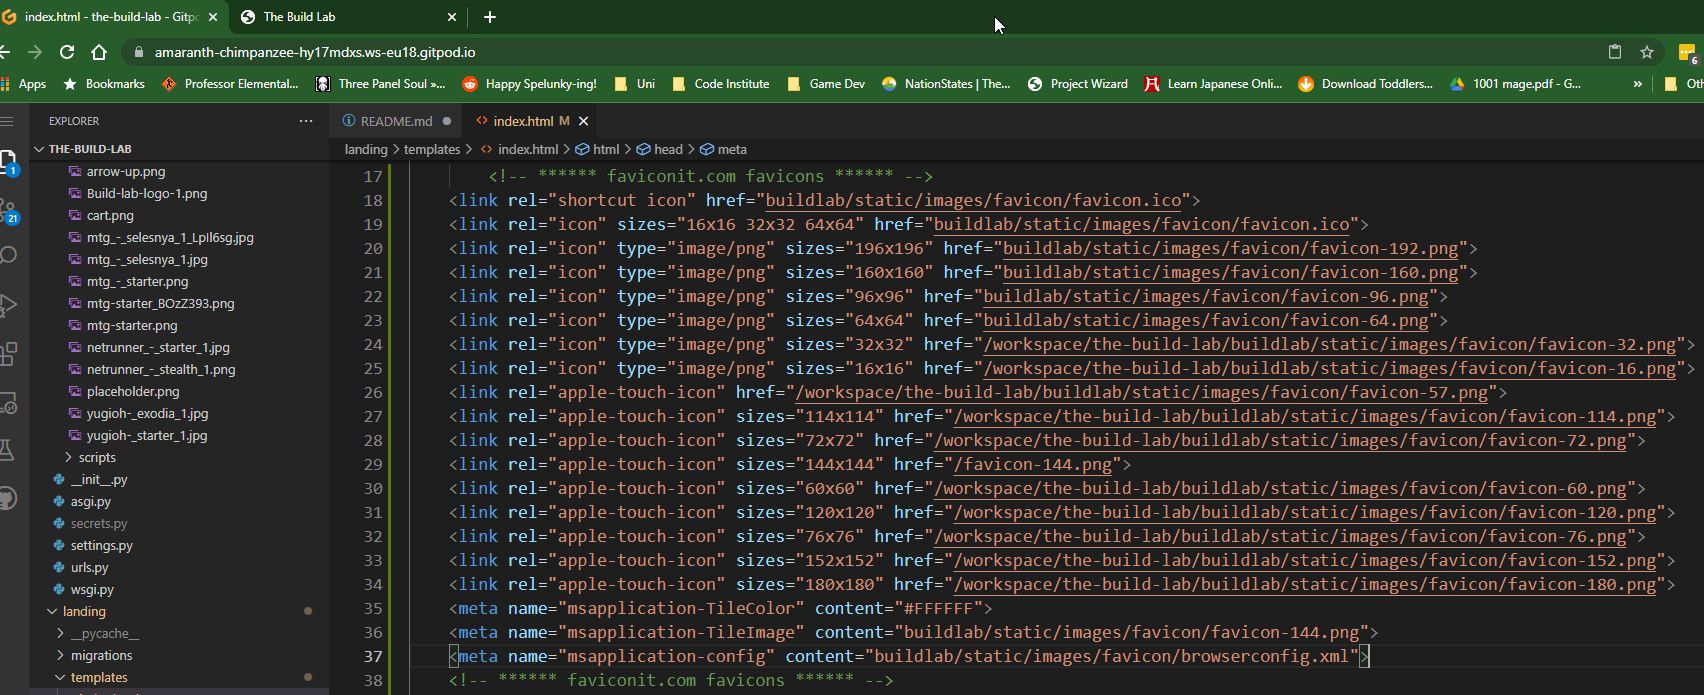 index.html - the-build-lab - Gitpo
The Build Lab
amaranth-chimpanzee-hy17mdxs.ws-eu18.gitpod.io
6
Apps
Bookmarks
Professor Elemental...
Three Panel Soul »...
Happy Spelunky-ing!
Uni
Code Institute
Game Dev
NationStates | The...
Project Wizard
Learn Japanese Onli...
Download Toddlers...
1001 mage.pdf - G...
»
Oth
EXPLORER
README.md
index.html M
THE-BUILD-LAB
landing > templates > index.html > html > head > meta
1
21
arrow-up.png
Build-lab-logo-1.png
cart.png
mtg_-_selesnya_1_LpIl6sg.jpg
mtg_-_selesnya_1.jpg
mtg_-_starter.png
mtg-starter_BOzZ393.png
mtg-starter.png
netrunner_-_starter_1.jpg
netrunner_-_stealth_1.png
placeholder.png
yugioh-_exodia_1.jpg
yugioh-_starter_1.jpg
scripts
__init__.py
asgi.py
secrets.py
settings.py
urls.py
wsgi.py
landing
__pycache__
migrations
templates
17 <!-- ****** faviconit.com favicons ****** -->
18 <link rel="shortcut icon" href="buildlab/static/images/favicon/favicon.ico">
19 <link rel="icon" sizes="16x16 32x32 64x64" href="buildlab/static/images/favicon/favicon.ico">
20 <link rel="icon" type="image/png" sizes="196x196" href="buildlab/static/images/favicon/favicon-192.png">
21 <link rel="icon" type="image/png" sizes="160x160" href="buildlab/static/images/favicon/favicon-160.png">
22 <link rel="icon" type="image/png" sizes="96x96" href="buildlab/static/images/favicon/favicon-96.png">
23 <link rel="icon" type="image/png" sizes="64x64" href="buildlab/static/images/favicon/favicon-64.png">
24 <link rel="icon" type="image/png" sizes="32x32" href="/workspace/the-build-lab/buildlab/static/images/favicon/favicon-32.png">
25 <link rel="icon" type="image/png" sizes="16x16" href="/workspace/the-build-lab/buildlab/static/images/favicon/favicon-16.png">
26 <link rel="apple-touch-icon" href="/workspace/the-build-lab/buildlab/static/images/favicon/favicon-57.png">
27 <link rel="apple-touch-icon" sizes="114x114" href="/workspace/the-build-lab/buildlab/static/images/favicon/favicon-114.png">
28 <link rel="apple-touch-icon" sizes="72x72" href="/workspace/the-build-lab/buildlab/static/images/favicon/favicon-72.png">
29 <link rel="apple-touch-icon" sizes="144x144" href="/favicon-144.png">
30 <link rel="apple-touch-icon" sizes="60x60" href="/workspace/the-build-lab/buildlab/static/images/favicon/favicon-60.png">
31 <link rel="apple-touch-icon" sizes="120x120" href="/workspace/the-build-lab/buildlab/static/images/favicon/favicon-120.png">
32 <link rel="apple-touch-icon" sizes="76x76" href="/workspace/the-build-lab/buildlab/static/images/favicon/favicon-76.png">
33 <link rel="apple-touch-icon" sizes="152x152" href="/workspace/the-build-lab/buildlab/static/images/favicon/favicon-152.png">
34 <link rel="apple-touch-icon" sizes="180x180" href="/workspace/the-build-lab/buildlab/static/images/favicon/favicon-180.png">
35 <meta name="msapplication-TileColor" content="#FFFFFF">
36 <meta name="msapplication-TileImage" content="buildlab/static/images/favicon/favicon-144.png">
37 <meta name="msapplication-config" content="buildlab/static/images/favicon/browserconfig.xml">
38 <!-- ****** faviconit.com favicons ****** -->